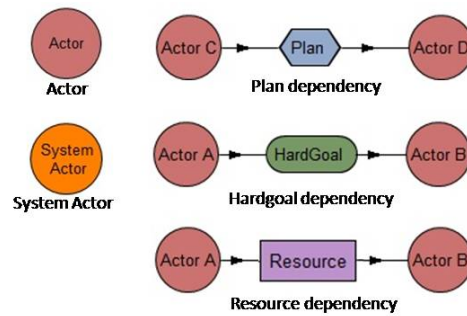 Actor
Actor
System
Actor
System Actor
Actor C
Plan
Actor D
Plan dependency
Actor A
HardGoal
Actor B
Hardgoal dependency
Actor A
Resource
Actor B
Resource dependency